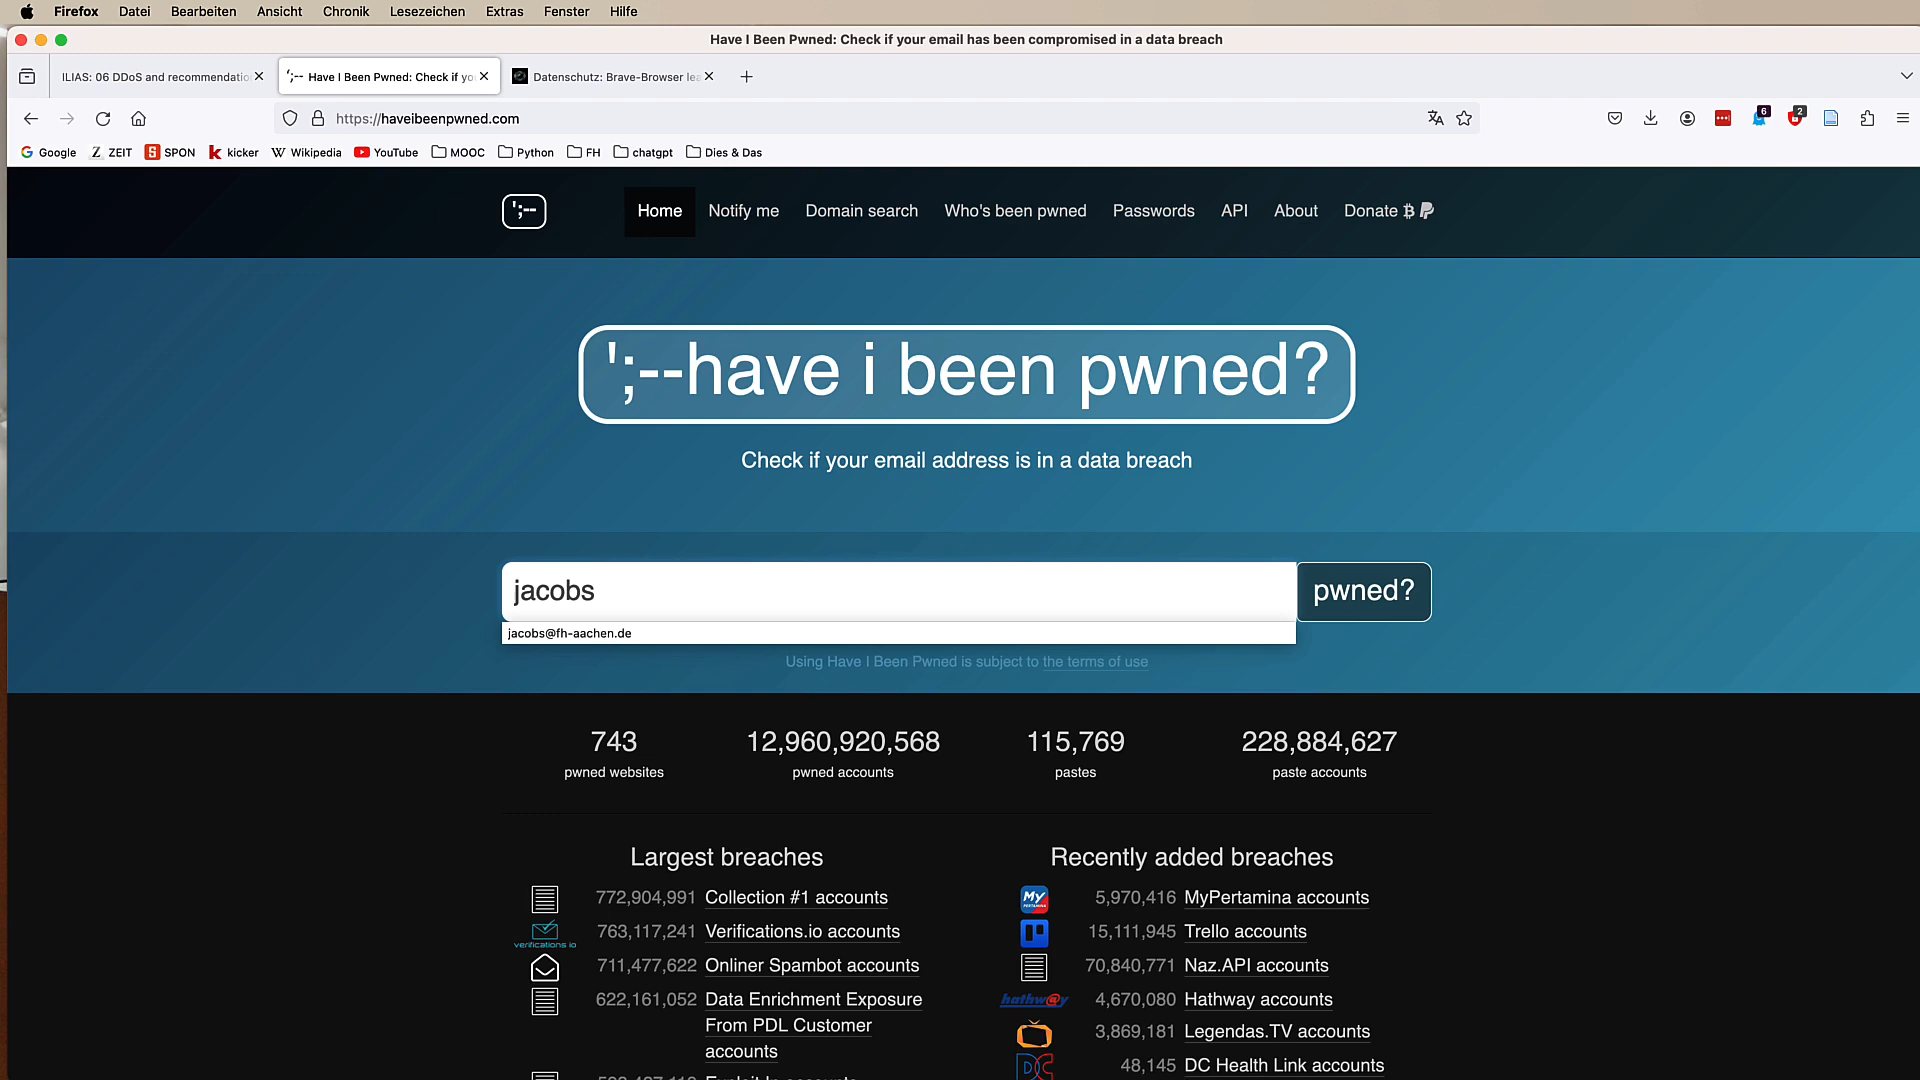 Firefox Datei Bearbeiten Ansicht Chronik Lesezeichen Extras Fenster Hilfe
Have I Been Pwned: Check if your email has been compromised in a data breach
ILIAS: 06 DDoS and recommendatio
';-- Have I Been Pwned: Check if yo
Datenschutz: Brave-Browser lea
https://haveibeenpwned.com
6
2
Google ZEIT SPON kicker Wikipedia YouTube MOOC Python FH chatgpt Dies & Das
';--
Home Notify me Domain search Who's been pwned Passwords API About Donate
';--have i been pwned?
Check if your email address is in a data breach
jacobs
pwned?
jacobs@fh-aachen.de
Using Have I Been Pwned is subject to the terms of use
743 12,960,920,568 115,769 228,884,627
pwned websites pwned accounts pastes paste accounts
Largest breaches
772,904,991 Collection #1 accounts
verifications io
763,117,241 Verifications.io accounts
711,477,622 Onliner Spambot accounts
622,161,052 Data Enrichment Exposure
From PDL Customer
accounts
Recently added breaches
My
PERTAMINA
5,970,416 MyPertamina accounts
15,111,945 Trello accounts
70,840,771 Naz.API accounts
hathw@y
4,670,080 Hathway accounts
3,869,181 Legendas.TV accounts
DC
48,145 DC Health Link accounts